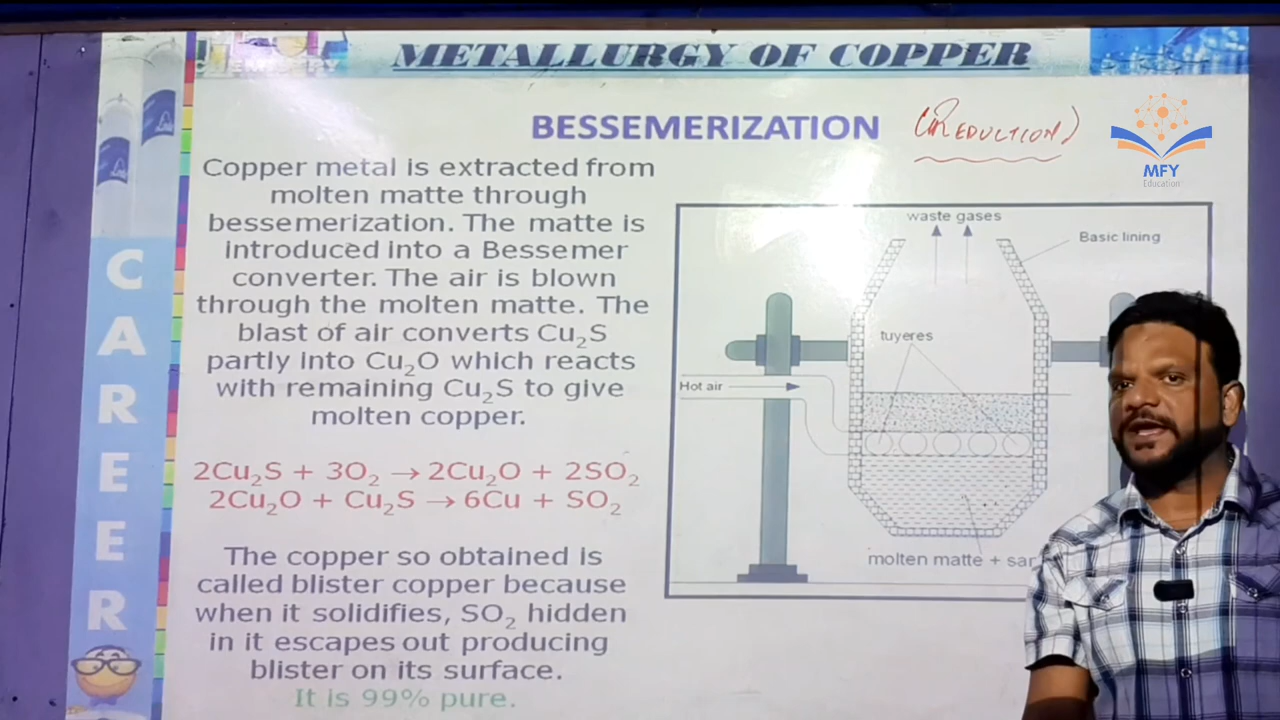 CHEMISTRY
METALLURGY OF COPPER
BESSEMERIZATION
(REDUCTION)
MFY
Education
CAREER
Copper metal is extracted from
molten matte through
bessemerization. The matte is
introduced into a Bessemer
converter. The air is blown
through the molten matte. The
blast of air converts Cu₂S
partly into Cu₂O which reacts
with remaining Cu₂S to give
molten copper.
2Cu₂S + 3O₂ → 2Cu₂O + 2SO₂
2Cu₂O + Cu₂S → 6Cu + SO₂
The copper so obtained is
called blister copper because
when it solidifies, SO₂ hidden
in it escapes out producing
blister on its surface.
It is 99% pure.
waste gases
Basic lining
tuyeres
Hot air
molten matte +